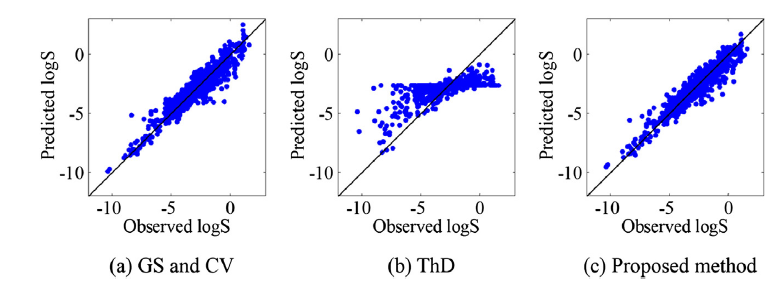 0
-5
-10
Predicted logS
-10 -5 0
Observed logS
(a) GS and CV
0
-5
-10
Predicted logS
-10 -5 0
Observed logS
(b) ThD
0
-5
-10
Predicted logS
-10 -5 0
Observed logS
(c) Proposed method